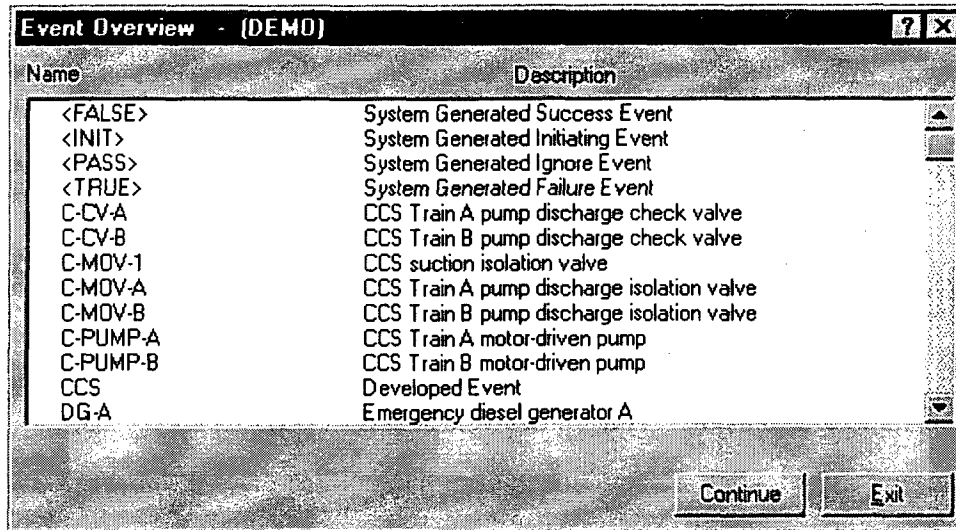 Event Overview - (DEMO) ? X
Name Description
<FALSE> System Generated Success Event
<INIT> System Generated Initiating Event
<PASS> System Generated Ignore Event
<TRUE> System Generated Failure Event
C-CV-A CCS Train A pump discharge check valve
C-CV-B CCS Train B pump discharge check valve
C-MOV-1 CCS suction isolation valve
C-MOV-A CCS Train A pump discharge isolation valve
C-MOV-B CCS Train B pump discharge isolation valve
C-PUMP-A CCS Train A motor-driven pump
C-PUMP-B CCS Train B motor-driven pump
CCS Developed Event
DG-A Emergency diesel generator A
Continue Exit